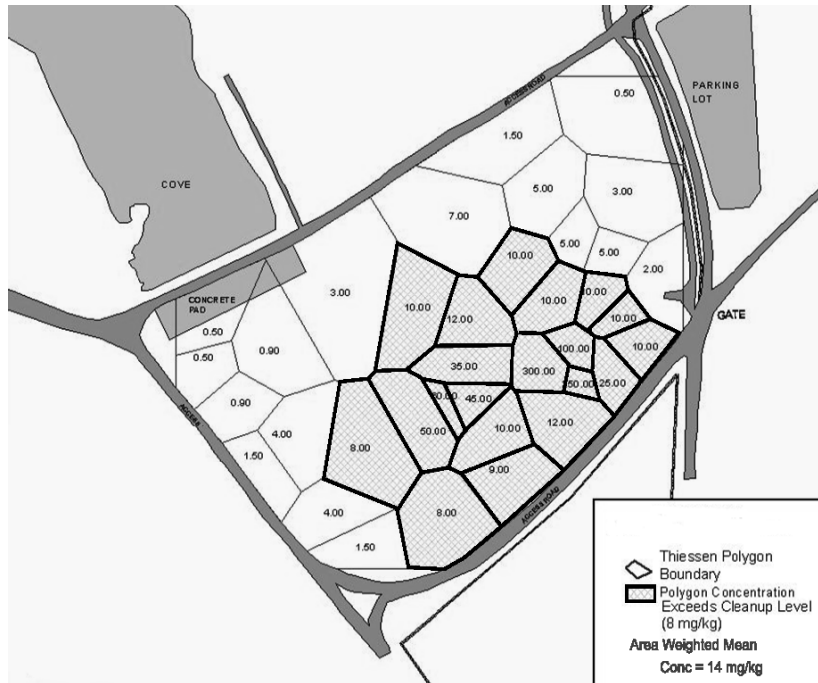 ACCESS ROAD
PARKING
LOT
0.50
1.50
COVE
5.00
3.00
7.00
5.00
5.00
10.00
2.00
3.00
CONCRETE
PAD
10.00
10.00
10.00
12.00
10.00
GATE
0.50
0.50
0.90
100.00
10.00
35.00
300.00
25.00
0.90
45.00
4.00
50.00
10.00
12.00
ACCESS
8.00
1.50
9.00
4.00
8.00
ACCESS ROAD
1.50
Thiessen Polygon
Boundary
Polygon Concentration
Exceeds Cleanup Level
(8 mg/kg)
Area Weighted Mean
Conc = 14 mg/kg